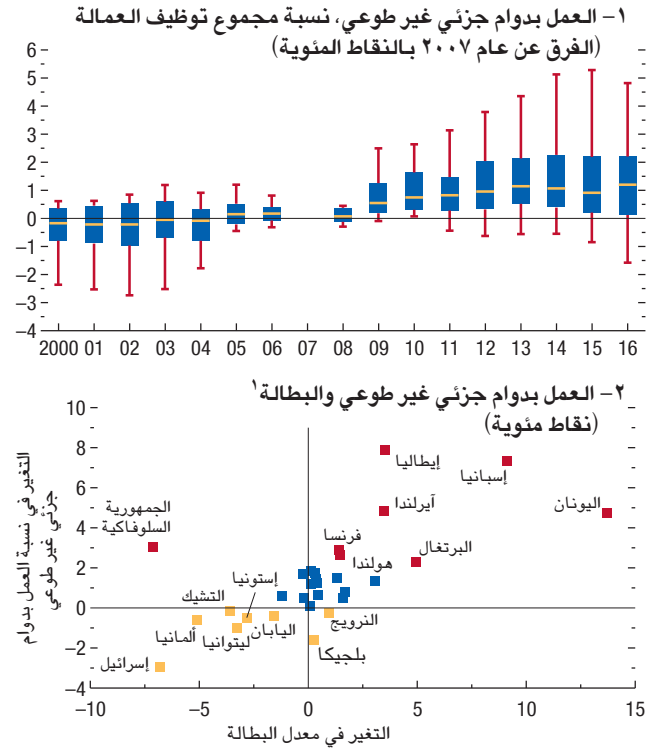 ١– العمل بدوام جزئي غير طوعي، نسبة مجموع توظيف العمالة
(الفرق عن عام ٢٠٠٧ بالنقاط المئوية)
6
5
4
3
2
1
0
–1
–2
–3
–4
2000 01 02 03 04 05 06 07 08 09 10 11 12 13 14 15 16
٢– العمل بدوام جزئي غير طوعي والبطالة١
(نقاط مئوية)
التغير في نسبة العمل بدوام
جزئي غير طوعي
10
8
6
4
2
0
–2
–4
إيطاليا
إسبانيا
آيرلندا
اليونان
الجمهورية
السلوفاكية
فرنسا
هولندا
البرتغال
إستونيا
التشيك
النرويج
اليابان
ليتوانيا
ألمانيا
بلجيكا
إسرائيل
–10 –5 0 5 10 15
التغير في معدل البطالة